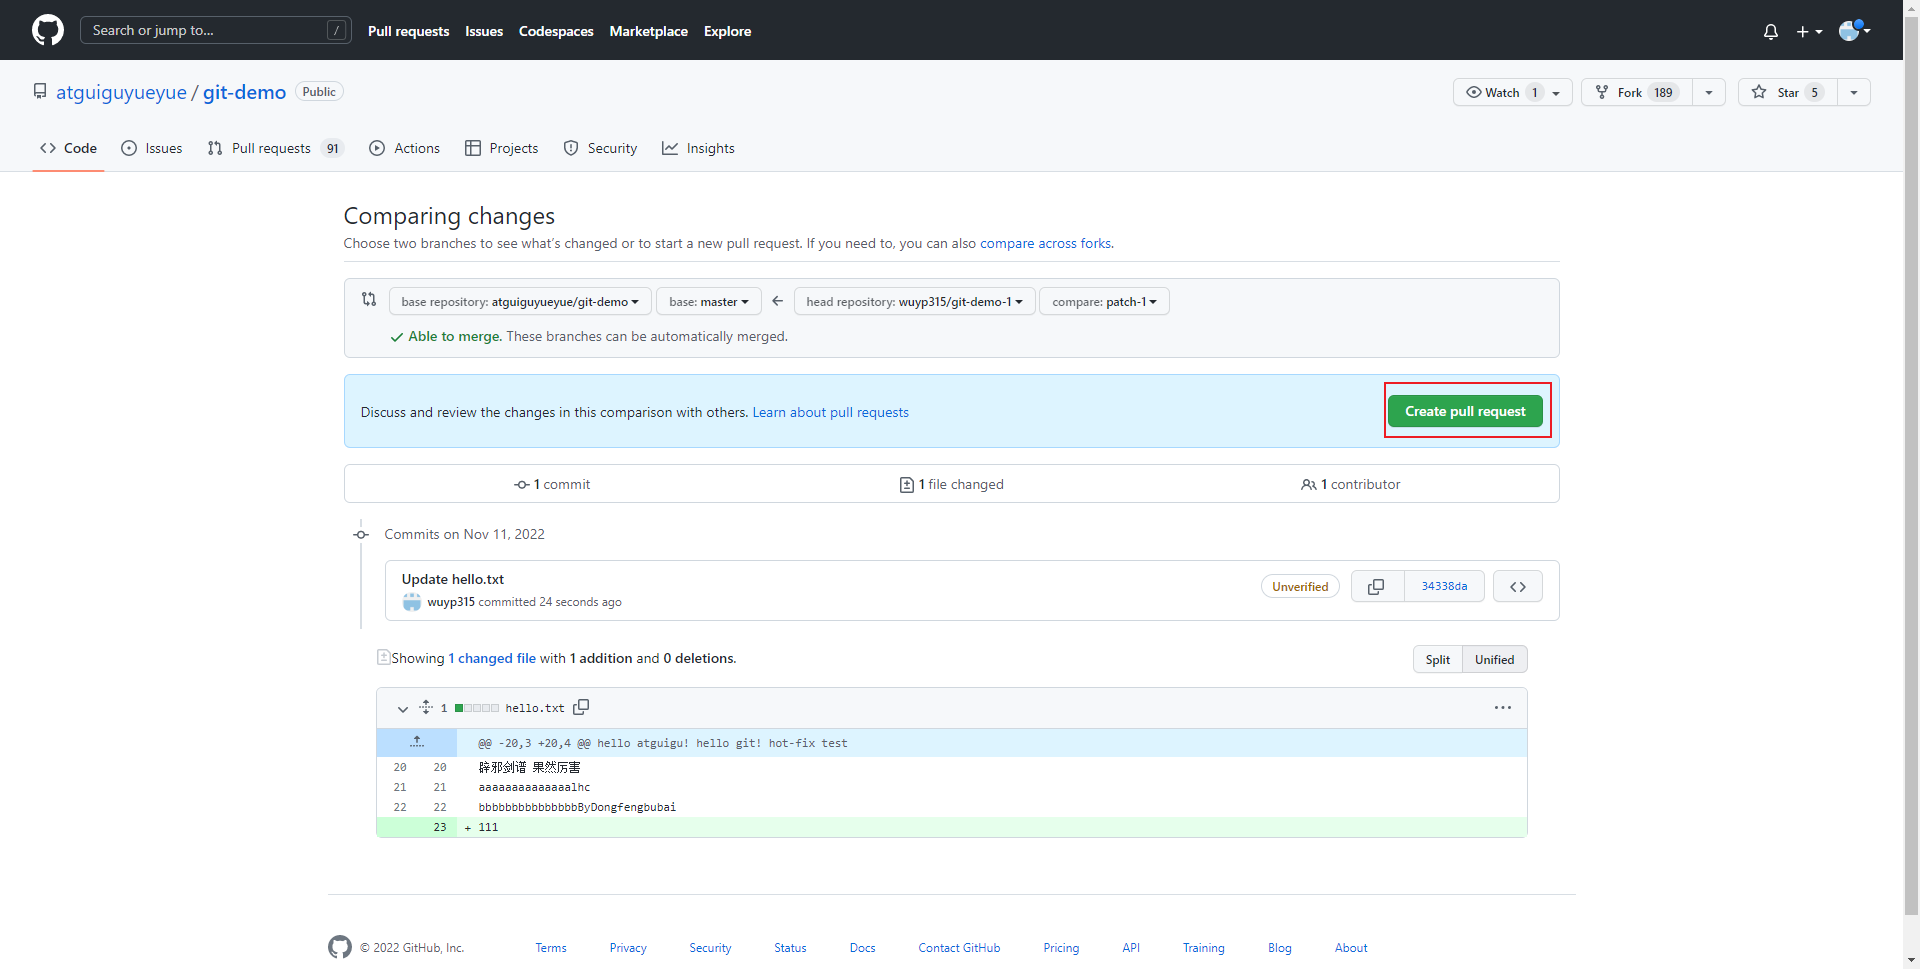 Search or jump to... /
Pull requests Issues Codespaces Marketplace Explore
atguiguyueyue / git-demo Public
Watch 1 Fork 189 Star 5
Code Issues Pull requests 91 Actions Projects Security Insights
Comparing changes
Choose two branches to see what's changed or to start a new pull request. If you need to, you can also compare across forks.
base repository: atguiguyueyue/git-demo base: master head repository: wuyp315/git-demo-1 compare: patch-1
Able to merge. These branches can be automatically merged.
Discuss and review the changes in this comparison with others. Learn about pull requests
Create pull request
1 commit 1 file changed 1 contributor
Commits on Nov 11, 2022
Update hello.txt
wuyp315 committed 24 seconds ago
Unverified 34338da
Showing 1 changed file with 1 addition and 0 deletions.
Split Unified
1 hello.txt
@@ -20,3 +20,4 @@ hello atguigu! hello git! hot-fix test
20 20 辟邪剑谱 果然厉害
21 21 aaaaaaaaaaaaaalhc
22 22 bbbbbbbbbbbbbbbByDongfengbubai
23 + 111
© 2022 GitHub, Inc. Terms Privacy Security Status Docs Contact GitHub Pricing API Training Blog About